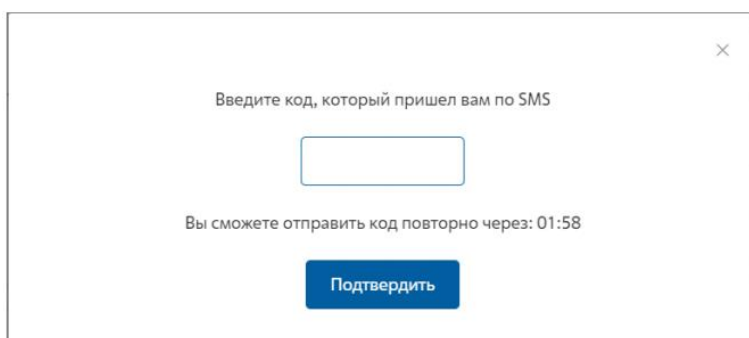 Введите код, который пришел вам по SMS
Вы сможете отправить код повторно через: 01:58
Подтвердить